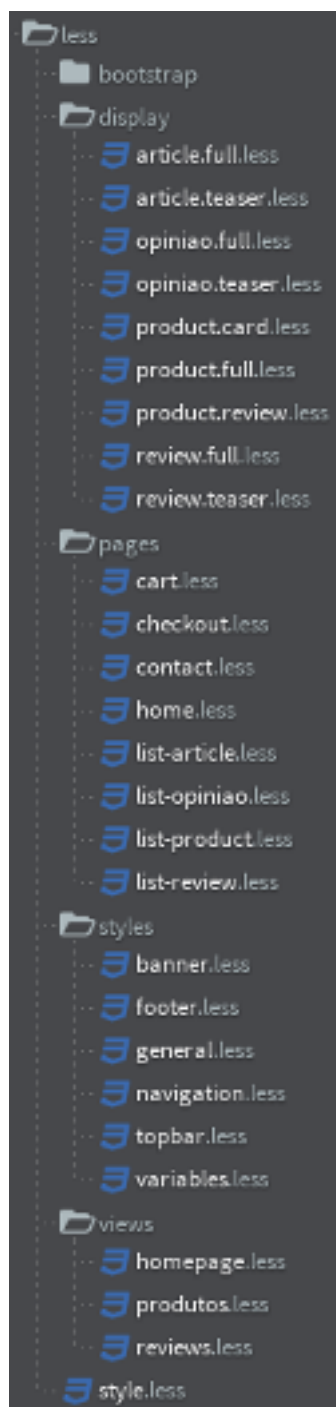 less
bootstrap
display
article.full.less
article.teaser.less
opiniao.full.less
opiniao.teaser.less
product.card.less
product.full.less
product.review.less
review.full.less
review.teaser.less
pages
cart.less
checkout.less
contact.less
home.less
list-article.less
list-opiniao.less
list-product.less
list-review.less
styles
banner.less
footer.less
general.less
navigation.less
topbar.less
variables.less
views
homepage.less
produtos.less
reviews.less
style.less